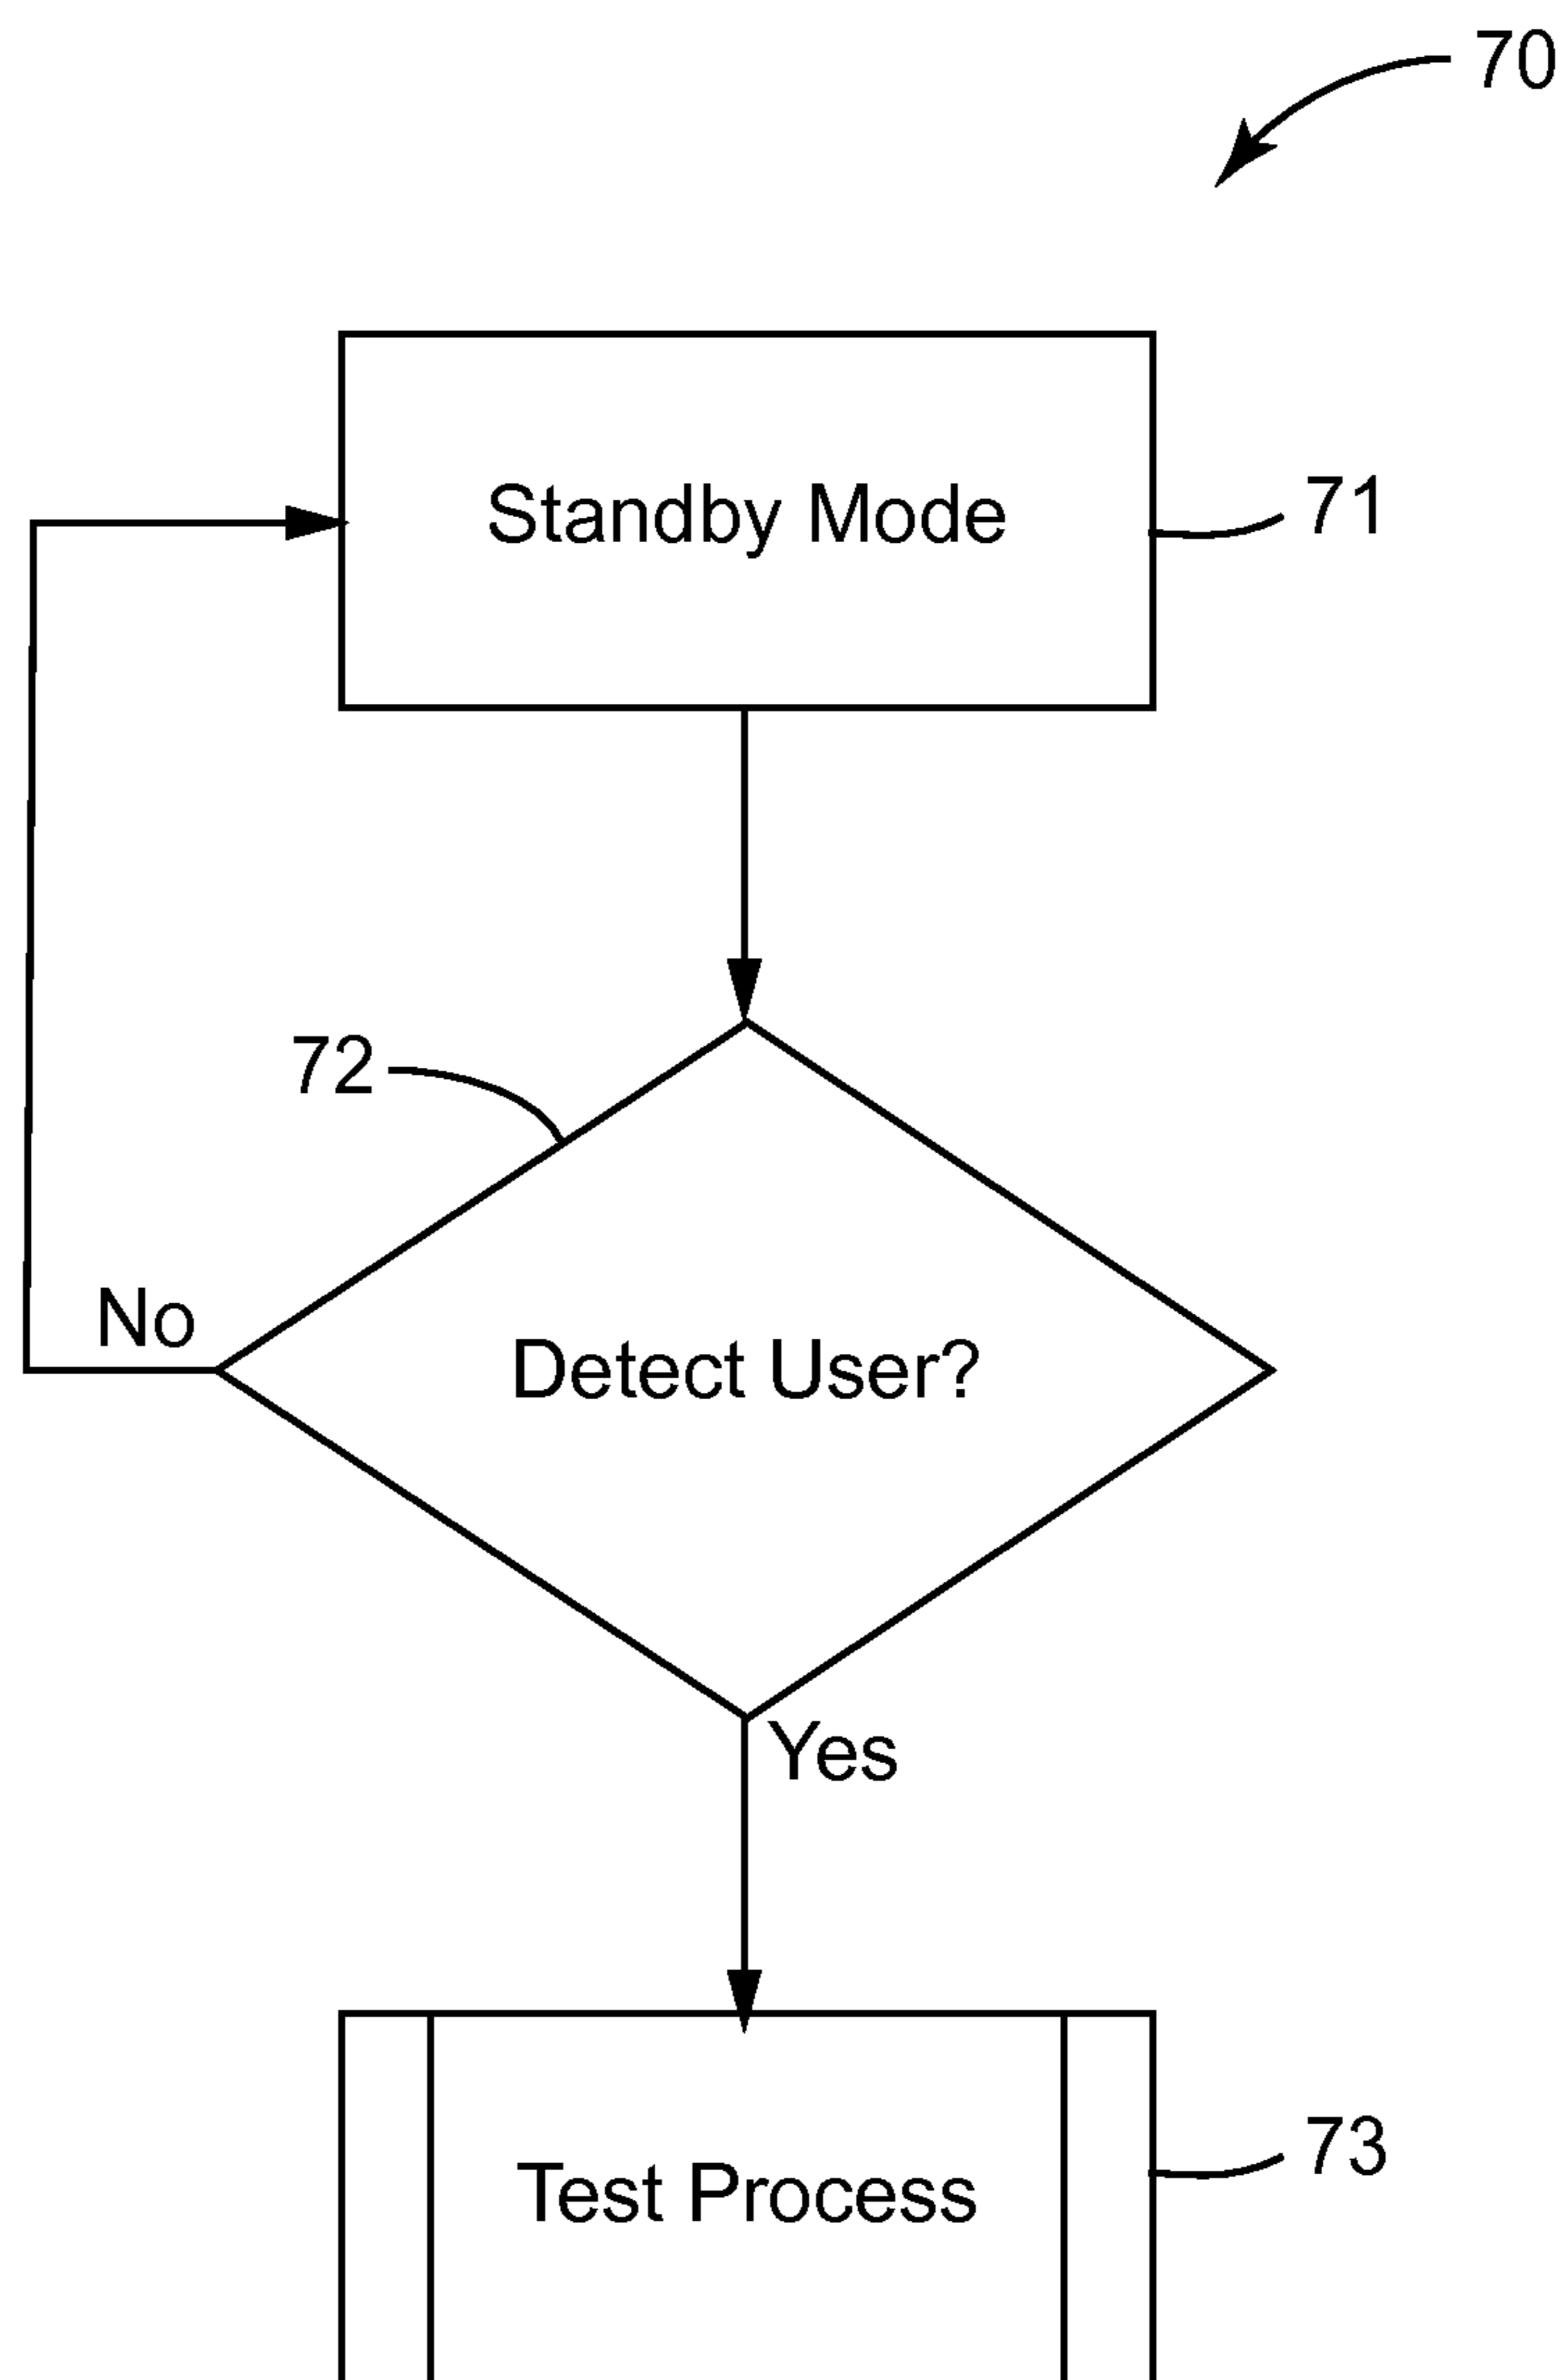 70
Standby Mode
71
72
No
Detect User?
Yes
Test Process
73